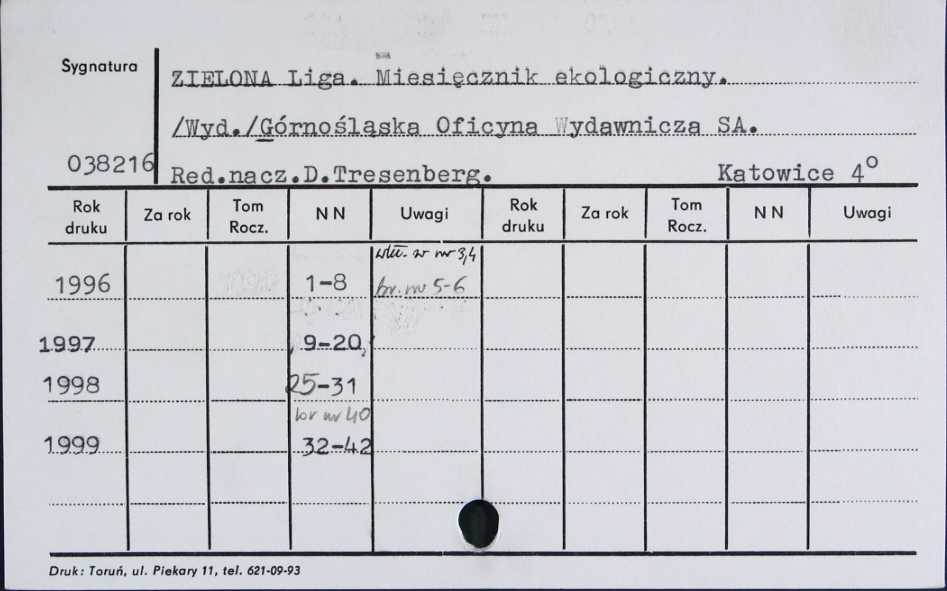 Sygnatura
ZIELONA Liga. Miesięcznik ekologiczny.
/Wyd./Górnośląska Oficyna Wydawnicza SA.
038216 Red.nacz.D.Tresenberg. Katowice 4°
Rok druku Za rok Tom Rocz. N N Uwagi Rok druku Za rok Tom Rocz. N N Uwagi
w nr 3,4
1996 1-8 br. nr 5-6
1997 9-20
1998 25-31
br nr 40
1999 32-42
Druk: Toruń, ul. Piekary 11, tel. 621-09-93